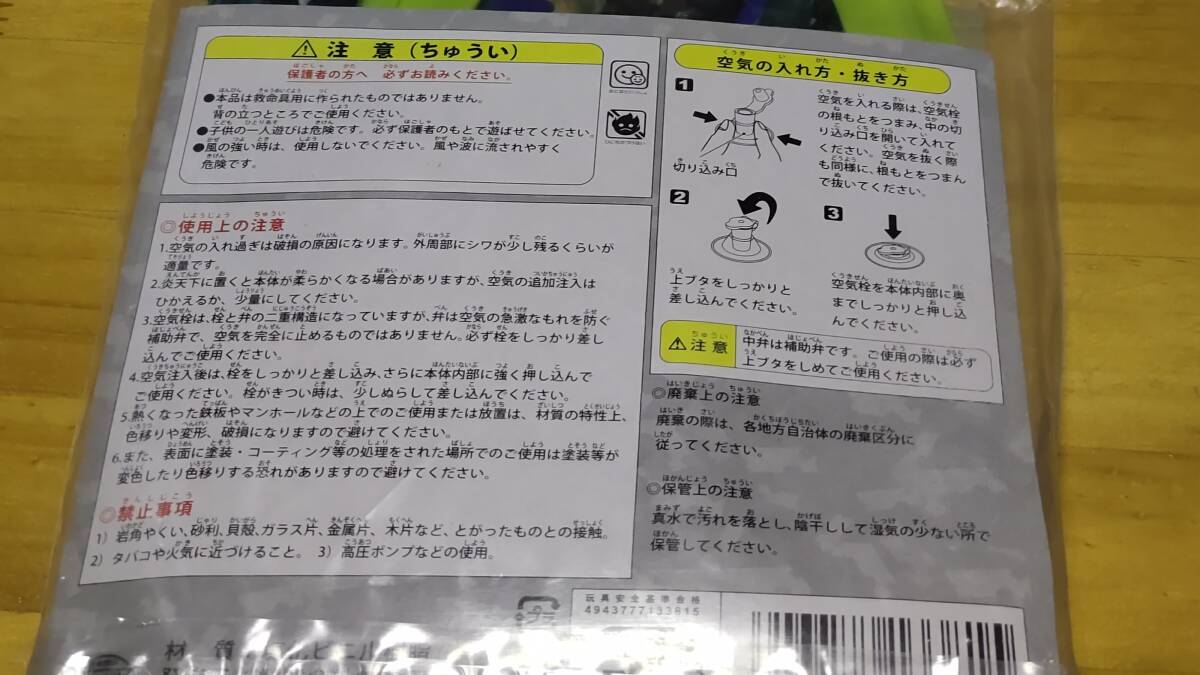 ⚠ 注意(ちゅうい)
保護者の方へ 必ずお読みください。
●本品は救命具用に作られたものではありません。
背の立つところでご使用ください。
●子供の一人遊びは危険です。必ず保護者のもとで遊ばせてください。
●風の強い時は、使用しないでください。風や波に流されやすく
危険です。
◎使用上の注意
1.空気の入れ過ぎは破損の原因になります。外周部にシワが少し残るくらいが
適量です。
2.炎天下に置くと本体が柔らかくなる場合がありますが、空気の追加注入は
ひかえるか、少量にしてください。
3.空気栓は、栓と弁の二重構造になっていますが、弁は空気の急激なもれを防ぐ
補助弁で、空気を完全に止めるものではありません。必ず栓をしっかり差し
込んでご使用ください。
4.空気注入後は、栓をしっかりと差し込み、さらに本体内部に強く押し込んで
ご使用ください。栓がきつい時は、少しぬらして差し込んでください。
5.熱くなった鉄板やマンホールなどの上でのご使用または放置は、材質の特性上、
色移りや変形、破損になりますので避けてください。
6.また、表面に塗装・コーティング等の処理をされた場所でのご使用は塗装等が
変色したり色移りする恐れがありますので避けてください。
◎禁止事項
1) 岩角やくい、砂利、貝殻、ガラス片、金属片、木片など、とがったものとの接触。
2) タバコや火気に近づけること。 3) 高圧ポンプなどの使用。
空気の入れ方・抜き方
1
切り込み口
空気を入れる際は、空気栓
の根もとをつまみ、中の切
り込み口を開いて入れて
ください。空気を抜く際
も同様に、根もとをつまん
で抜いてください。
2
上ブタをしっかりと
差し込んでください。
3
空気栓を本体内部に奥
までしっかりと押し込
んでください。
⚠ 注意
中弁は補助弁です。ご使用の際は必ず
上ブタをしめてご使用ください。
◎廃棄上の注意
廃棄の際は、各地方自治体の廃棄区分に
従ってください。
◎保管上の注意
真水で汚れを落とし、陰干しして湿気の少ない所で
保管してください。
玩具安全基準合格
4943777133815
材 質